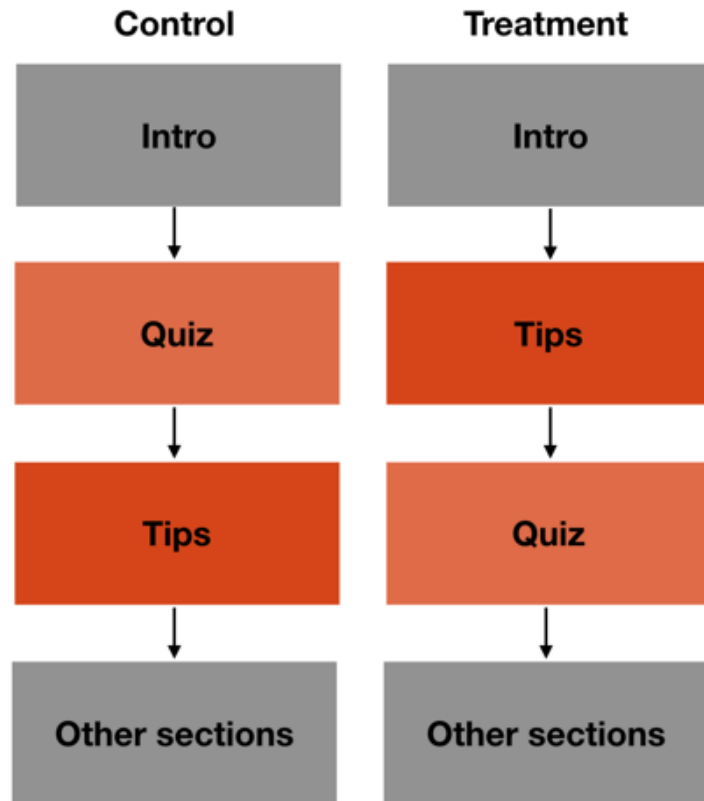 Control
Treatment
Intro
Intro
Quiz
Tips
Tips
Quiz
Other sections
Other sections